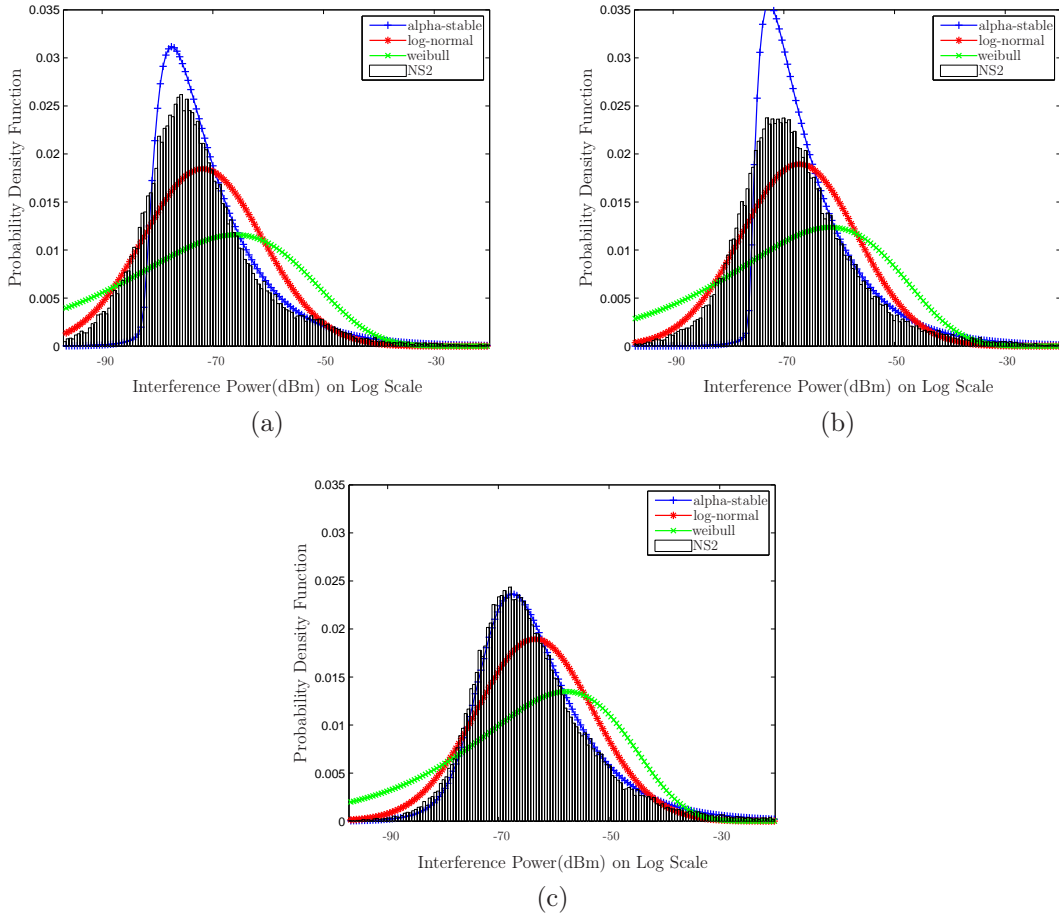 0.035
0.03
0.025
0.02
0.015
0.01
0.005
0
Probability Density Function
alpha-stable
log-normal
weibull
NS2
-90
-70
-50
-30
Interference Power(dBm) on Log Scale
(a)
0.035
0.03
0.025
0.02
0.015
0.01
0.005
0
Probability Density Function
alpha-stable
log-normal
weibull
NS2
-90
-70
-50
-30
Interference Power(dBm) on Log Scale
(b)
0.035
0.03
0.025
0.02
0.015
0.01
0.005
0
Probability Density Function
alpha-stable
log-normal
weibull
NS2
-90
-70
-50
-30
Interference Power(dBm) on Log Scale
(c)